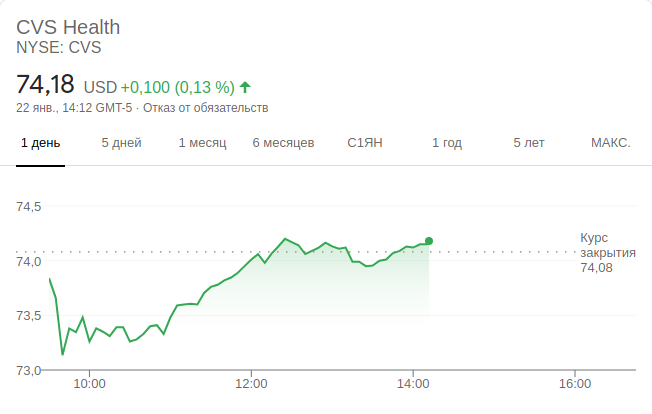 CVS Health
NYSE: CVS
74,18 USD +0,100 (0,13 %)
22 янв., 14:12 GMT-5 · Отказ от обязательств
1 день 5 дней 1 месяц 6 месяцев С1ЯН 1 год 5 лет МАКС.
74,5
74,0
73,5
73,0
Курс
закрытия
74,08
10:00 12:00 14:00 16:00